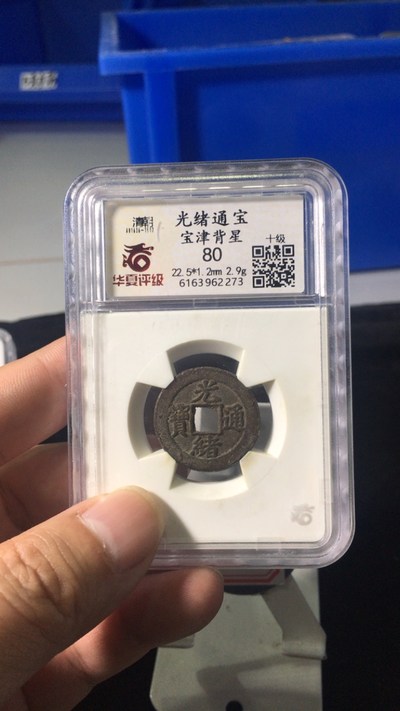 清
光绪通宝
宝津背星
十级
80
华夏评级
22.5*1.2mm 2.9g
6163962273
光
寶 通
緒